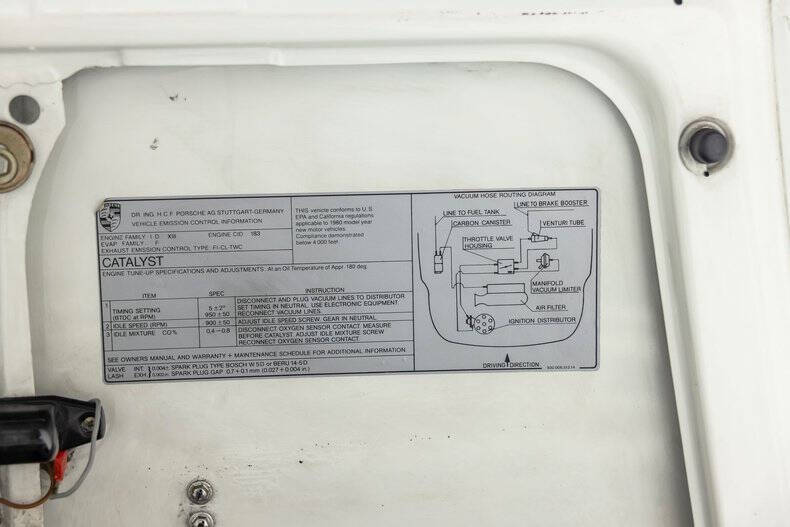 DR. ING. H.C.F. PORSCHE AG STUTTGART-GERMANY
VEHICLE EMISSION CONTROL INFORMATION
ENGINE FAMILY I.D. XIII ENGINE CID 183
EVAP. FAMILY: F
EXHAUST EMISSION CONTROL TYPE: FI-CL-TWC
THIS vehicle conforms to U.S.
EPA and California regulations
applicable to 1980 model year
new motor vehicles.
Compliance demonstrated
below 4 000 feet.
CATALYST
ENGINE TUNE-UP SPECIFICATIONS AND ADJUSTMENTS: At an Oil Temperature of Appr. 180 deg.
ITEM SPEC INSTRUCTION
1 TIMING SETTING (BTDC at RPM) 5±2° 950±50 DISCONNECT AND PLUG VACUUM LINES TO DISTRIBUTOR
SET TIMING IN NEUTRAL. USE ELECTRONIC EQUIPMENT
RECONNECT VACUUM LINES.
2 IDLE SPEED (RPM) 900±50 ADJUST IDLE SPEED SCREW, GEAR IN NEUTRAL
3 IDLE MIXTURE CO% 0.4–0.8 DISCONNECT OXYGEN SENSOR CONTACT MEASURE
BEFORE CATALYST. ADJUST IDLE MIXTURE SCREW
RECONNECT OXYGEN SENSOR CONTACT
SEE OWNERS MANUAL AND WARRANTY + MAINTENANCE SCHEDULE FOR ADDITIONAL INFORMATION
VALVE INT. 0.004 in. SPARK PLUG TYPE BOSCH W 5 D or BERU 14-5 D
LASH EXH. SPARK PLUG GAP 0.7+0.1 mm (0.027+0.004 in.)
VACUUM HOSE ROUTING DIAGRAM
LINE TO BRAKE BOOSTER
LINE TO FUEL TANK
CARBON CANISTER
VENTURI TUBE
THROTTLE VALVE
HOUSING
MANIFOLD
VACUUM LIMITER
AIR FILTER
IGNITION DISTRIBUTOR
DRIVING DIRECTION